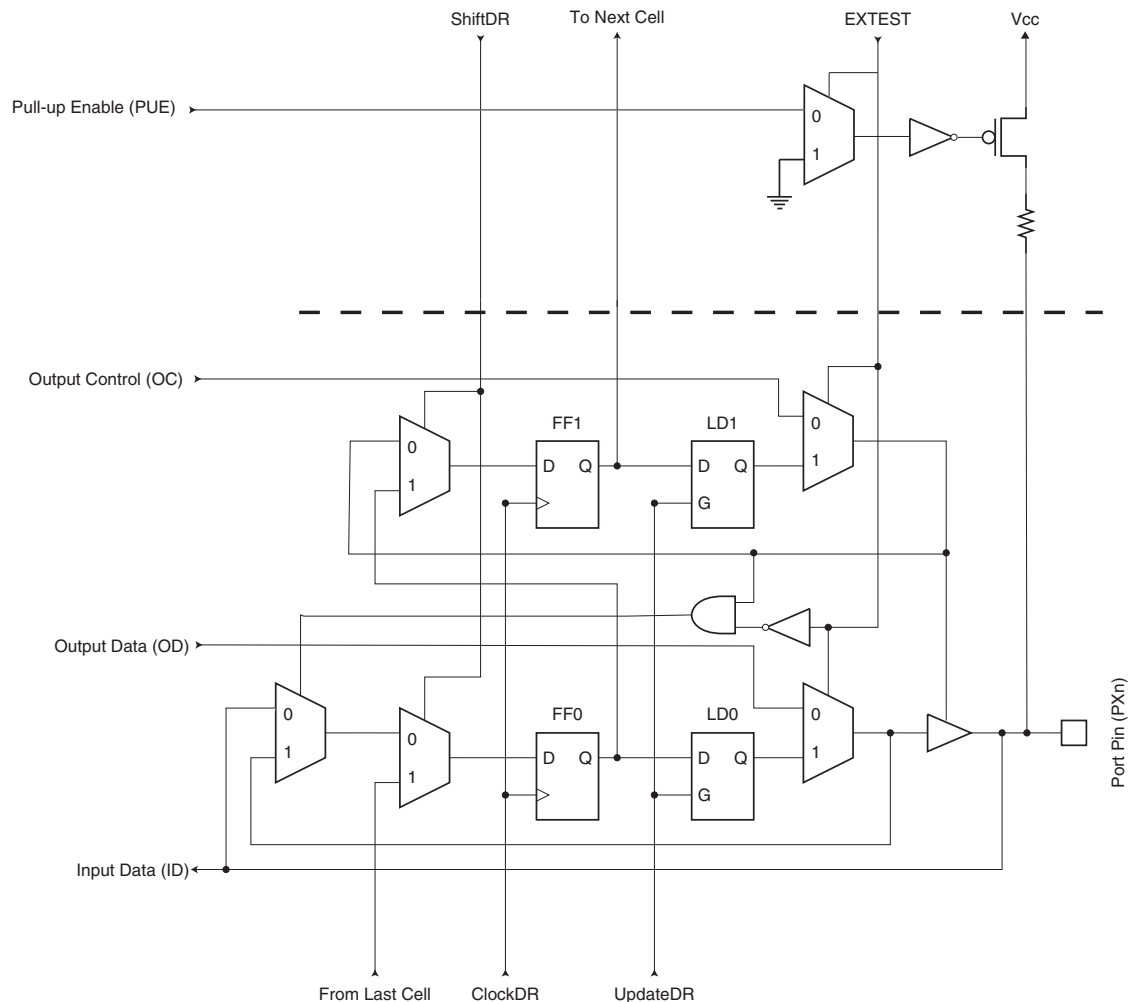 ShiftDR
To Next Cell
EXTEST
Vcc
Pull-up Enable (PUE)
0
1
Output Control (OC)
FF1
LD1
0
1
D Q
D Q
G
0
1
Output Data (OD)
0
1
0
1
FF0
LD0
D Q
D Q
G
0
1
Port Pin (PXn)
Input Data (ID)
From Last Cell
ClockDR
UpdateDR